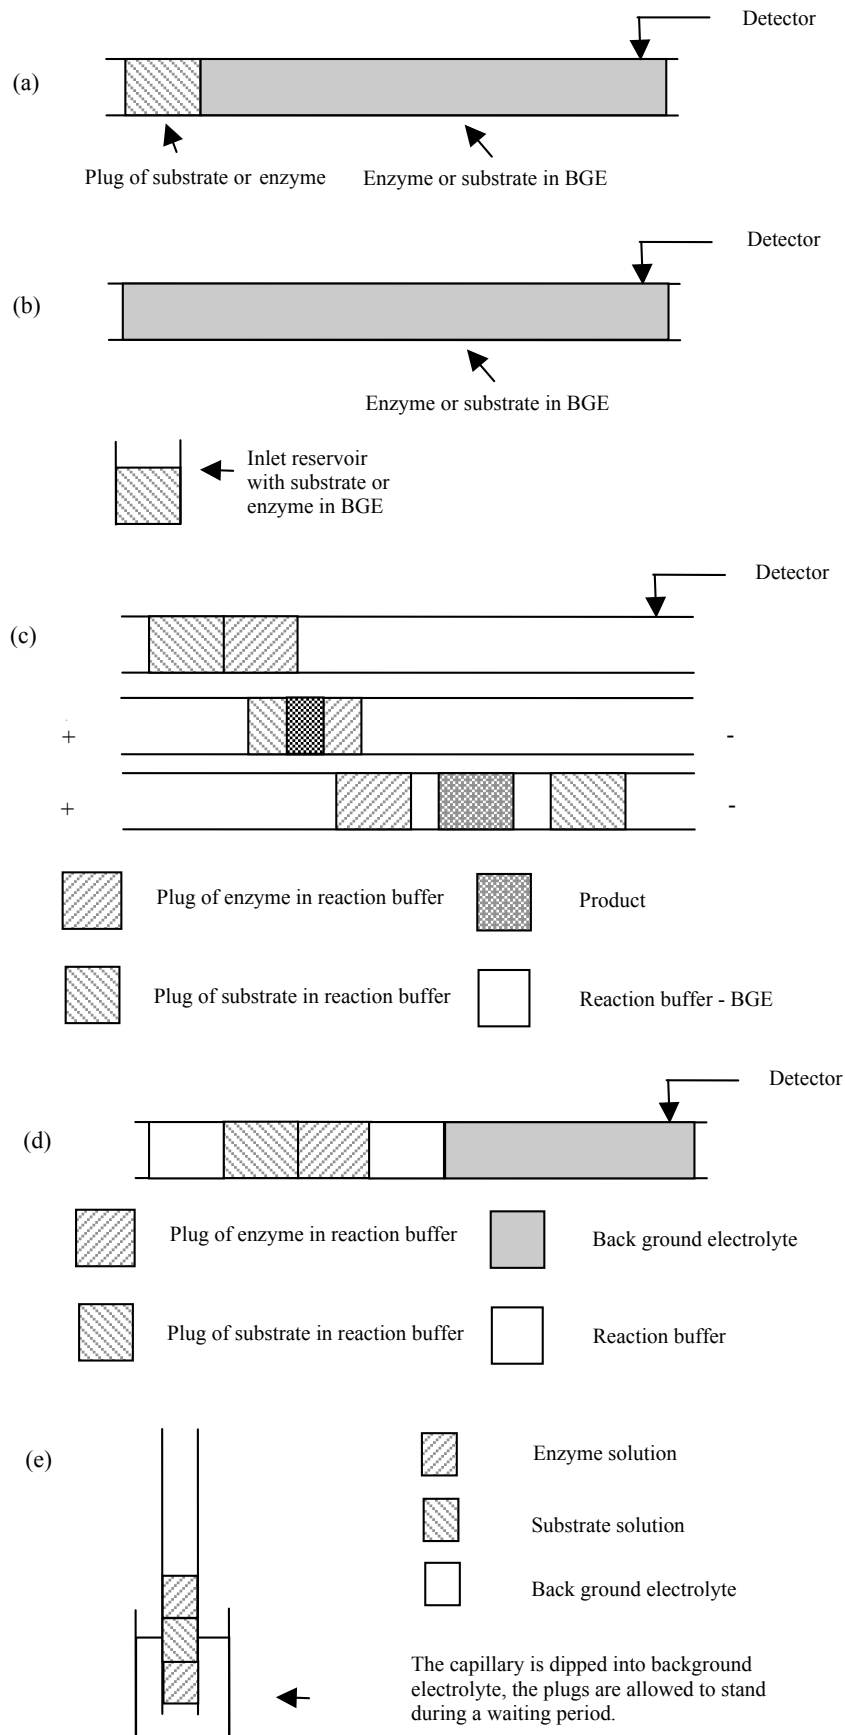 Detector
(a)
Plug of substrate or enzyme
Enzyme or substrate in BGE
Detector
(b)
Enzyme or substrate in BGE
Inlet reservoir
with substrate or
enzyme in BGE
Detector
(c)
+ -
+ -
Plug of enzyme in reaction buffer
Product
Plug of substrate in reaction buffer
Reaction buffer - BGE
Detector
(d)
Plug of enzyme in reaction buffer
Back ground electrolyte
Plug of substrate in reaction buffer
Reaction buffer
(e)
Enzyme solution
Substrate solution
Back ground electrolyte
The capillary is dipped into background
electrolyte, the plugs are allowed to stand
during a waiting period.